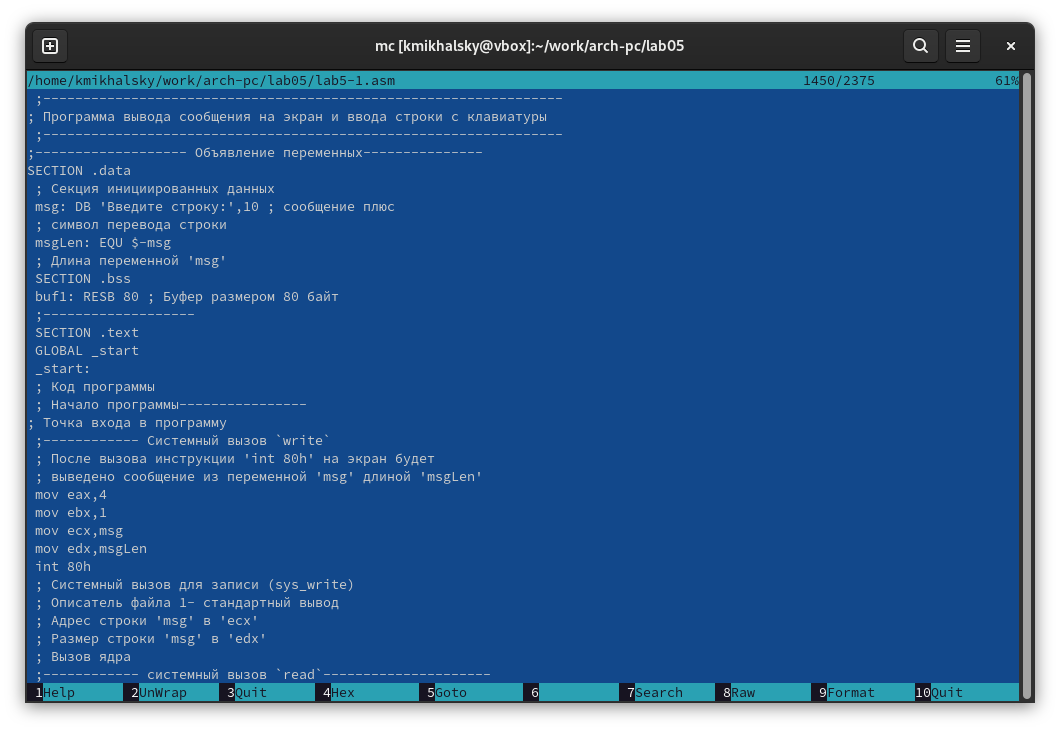 mc [kmikhalsky@vbox]:~/work/arch-pc/lab05
/home/kmikhalsky/work/arch-pc/lab05/lab5-1.asm 1450/2375 61%
;-----------------------------------------------------------------
; Программа вывода сообщения на экран и ввода строки с клавиатуры
;-----------------------------------------------------------------
;------------------- Объявление переменных---------------
SECTION .data
; Секция инициированных данных
msg: DB 'Введите строку:',10 ; сообщение плюс
; символ перевода строки
msgLen: EQU $-msg
; Длина переменной 'msg'
SECTION .bss
buf1: RESB 80 ; Буфер размером 80 байт
;-------------------
SECTION .text
GLOBAL _start
_start:
; Код программы
; Начало программы----------------
; Точка входа в программу
;------------ Системный вызов `write`
; После вызова инструкции 'int 80h' на экран будет
; выведено сообщение из переменной 'msg' длиной 'msgLen'
mov eax,4
mov ebx,1
mov ecx,msg
mov edx,msgLen
int 80h
; Системный вызов для записи (sys_write)
; Описатель файла 1- стандартный вывод
; Адрес строки 'msg' в 'ecx'
; Размер строки 'msg' в 'edx'
; Вызов ядра
;------------ системный вызов `read`---------------------
1Help 2UnWrap 3Quit 4Hex 5Goto 6 7Search 8Raw 9Format 10Quit